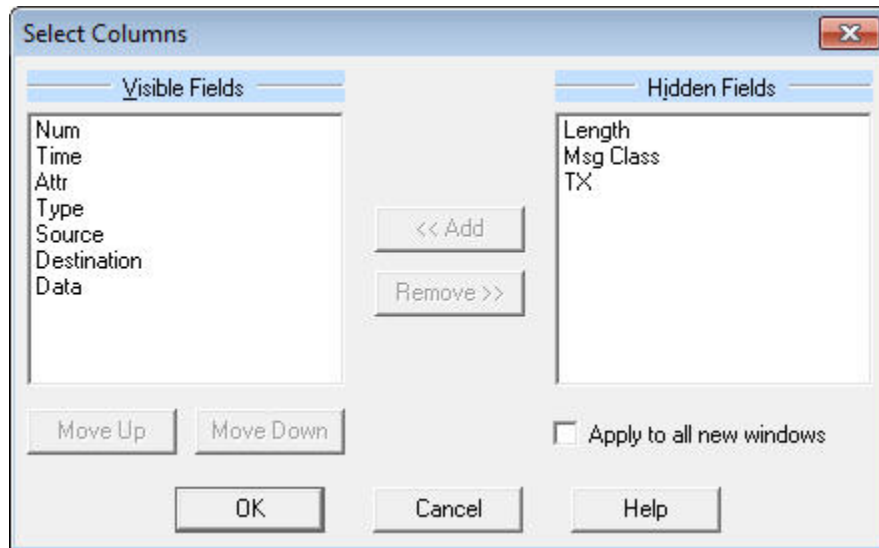 Select Columns
Visible Fields
Num
Time
Attr
Type
Source
Destination
Data
<< Add
Remove >>
Hidden Fields
Length
Msg Class
TX
Move Up
Move Down
Apply to all new windows
OK
Cancel
Help